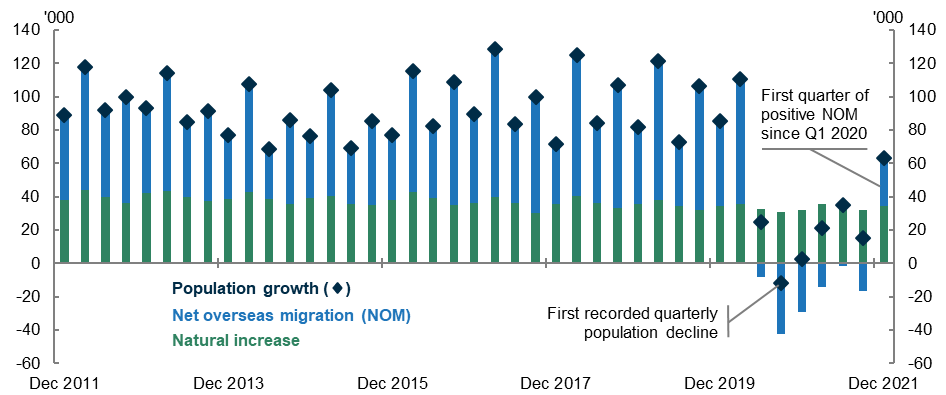 '000
'000
140
140
120
120
100
100
80
80
60
60
40
40
20
20
0
0
-20
-20
-40
-40
-60
-60
First quarter of
positive NOM
since Q1 2020
Population growth (♦)
Net overseas migration (NOM)
Natural increase
First recorded quarterly
population decline
Dec 2011
Dec 2013
Dec 2015
Dec 2017
Dec 2019
Dec 2021